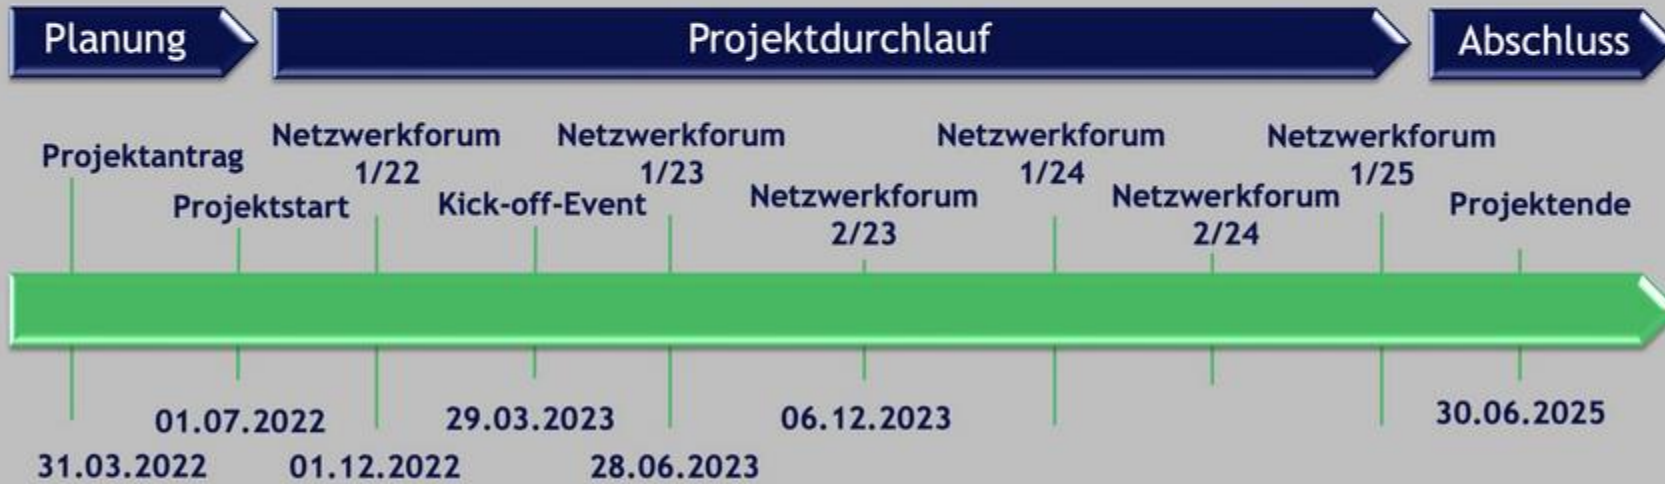 Planung
Projektdurchlauf
Abschluss
Projektantrag
Projektstart
Netzwerkforum
1/22
Kick-off-Event
Netzwerkforum
1/23
Netzwerkforum
2/23
Netzwerkforum
1/24
Netzwerkforum
2/24
Netzwerkforum
1/25
Projektende
31.03.2022
01.07.2022
01.12.2022
29.03.2023
28.06.2023
06.12.2023
30.06.2025